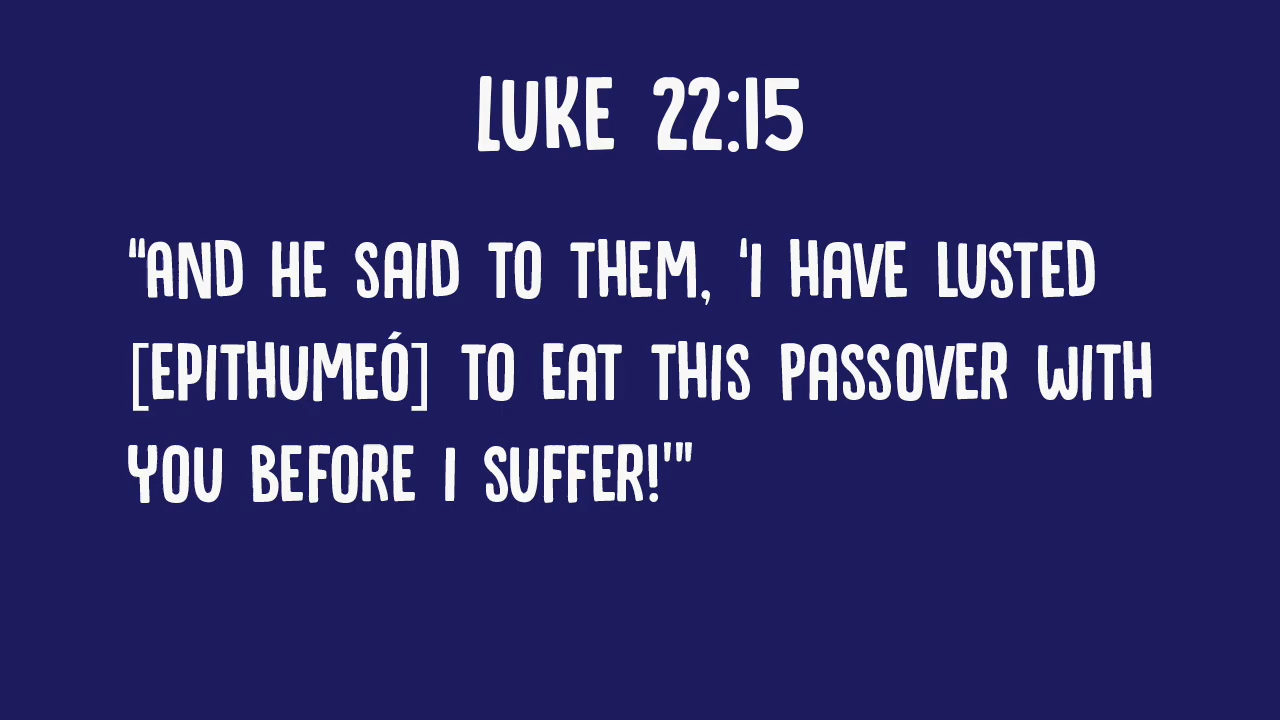 LUKE 22:15
"AND HE SAID TO THEM, 'I HAVE LUSTED
[EPITHUMEÓ] TO EAT THIS PASSOVER WITH
YOU BEFORE I SUFFER!'"